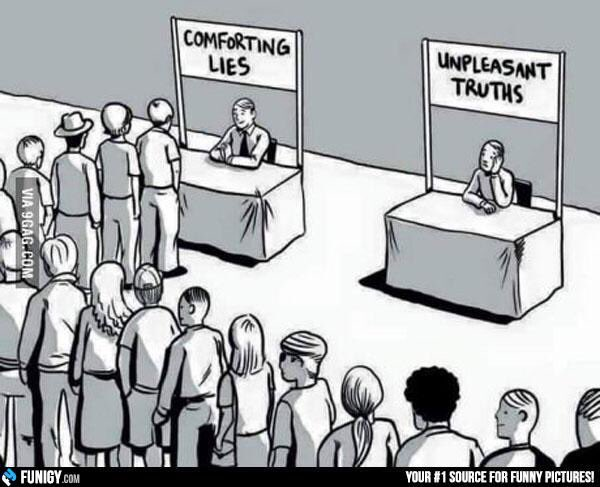 COMFORTING
LIES
UNPLEASANT
TRUTHS
VIA 9GAG.COM
FUNIGY.COM
YOUR #1 SOURCE FOR FUNNY PICTURES!